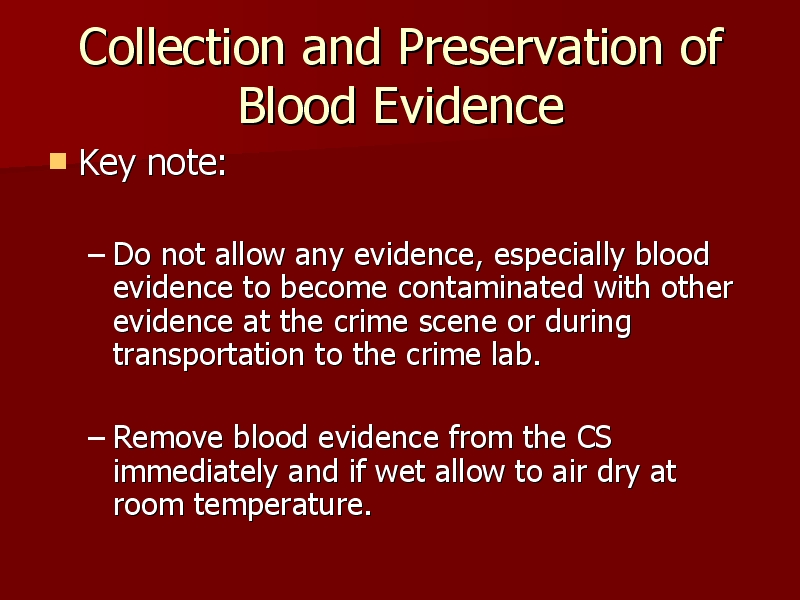 Collection and Preservation of
Blood Evidence
Key note:
– Do not allow any evidence, especially blood
evidence to become contaminated with other
evidence at the crime scene or during
transportation to the crime lab.
– Remove blood evidence from the CS
immediately and if wet allow to air dry at
room temperature.